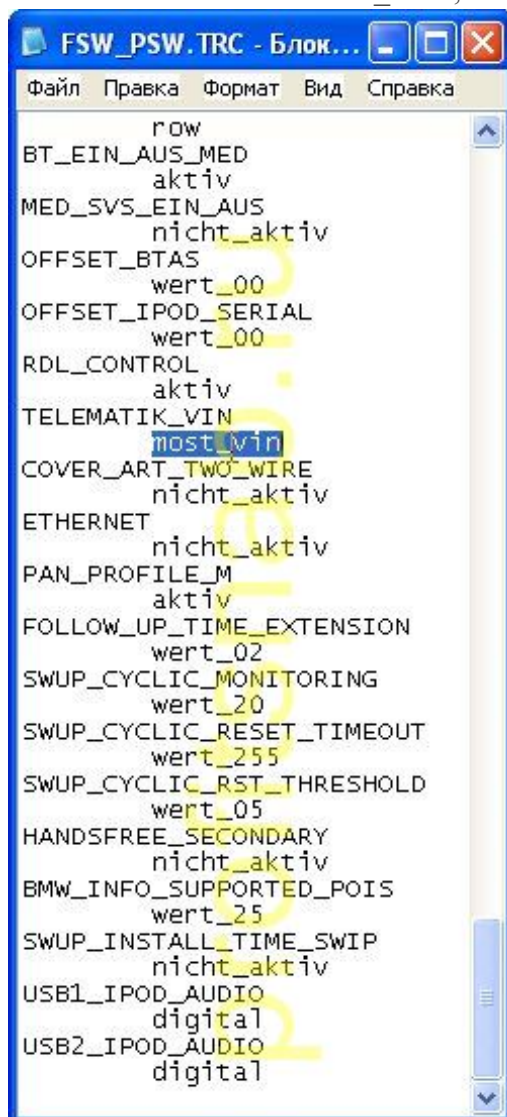 FSW_PSW.TRC - Блок...
Файл Правка Формат Вид Справка
row
BT_EIN_AUS_MED
aktiv
MED_SVS_EIN_AUS
nicht_aktiv
OFFSET_BTAS
wert_00
OFFSET_IPOD_SERIAL
wert_00
RDL_CONTROL
aktiv
TELEMATIK_VIN
most_vin
COVER_ART_TWO_WIRE
nicht_aktiv
ETHERNET
nicht_aktiv
PAN_PROFILE_M
aktiv
FOLLOW_UP_TIME_EXTENSION
wert_02
SWUP_CYCLIC_MONITORING
wert_20
SWUP_CYCLIC_RESET_TIMEOUT
wert_255
SWUP_CYCLIC_RST_THRESHOLD
wert_05
HANDSFREE_SECONDARY
nicht_aktiv
BMW_INFO_SUPPORTED_POIS
wert_25
SWUP_INSTALL_TIME_SWIP
nicht_aktiv
USB1_IPOD_AUDIO
digital
USB2_IPOD_AUDIO
digital